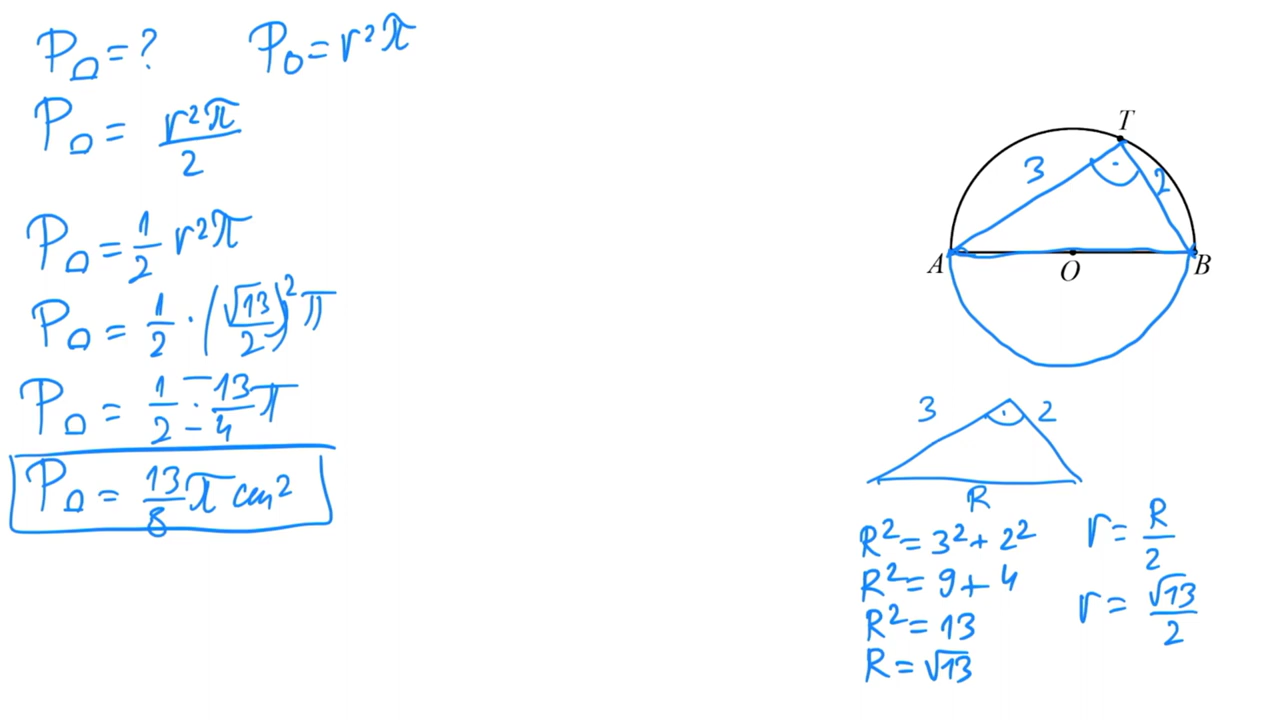 P⌓ = ? P○ = r²π
P⌓ = r²π/2
P⌓ = 1/2 r²π
P⌓ = 1/2 · (√13/2)² π
P⌓ = 1/2 · 13/4 π
P⌓ = 13/8 π cm²
T
3 2
A O B
3 2
R
R² = 3² + 2²
R² = 9 + 4
R² = 13
R = √13
r = R/2
r = √13/2